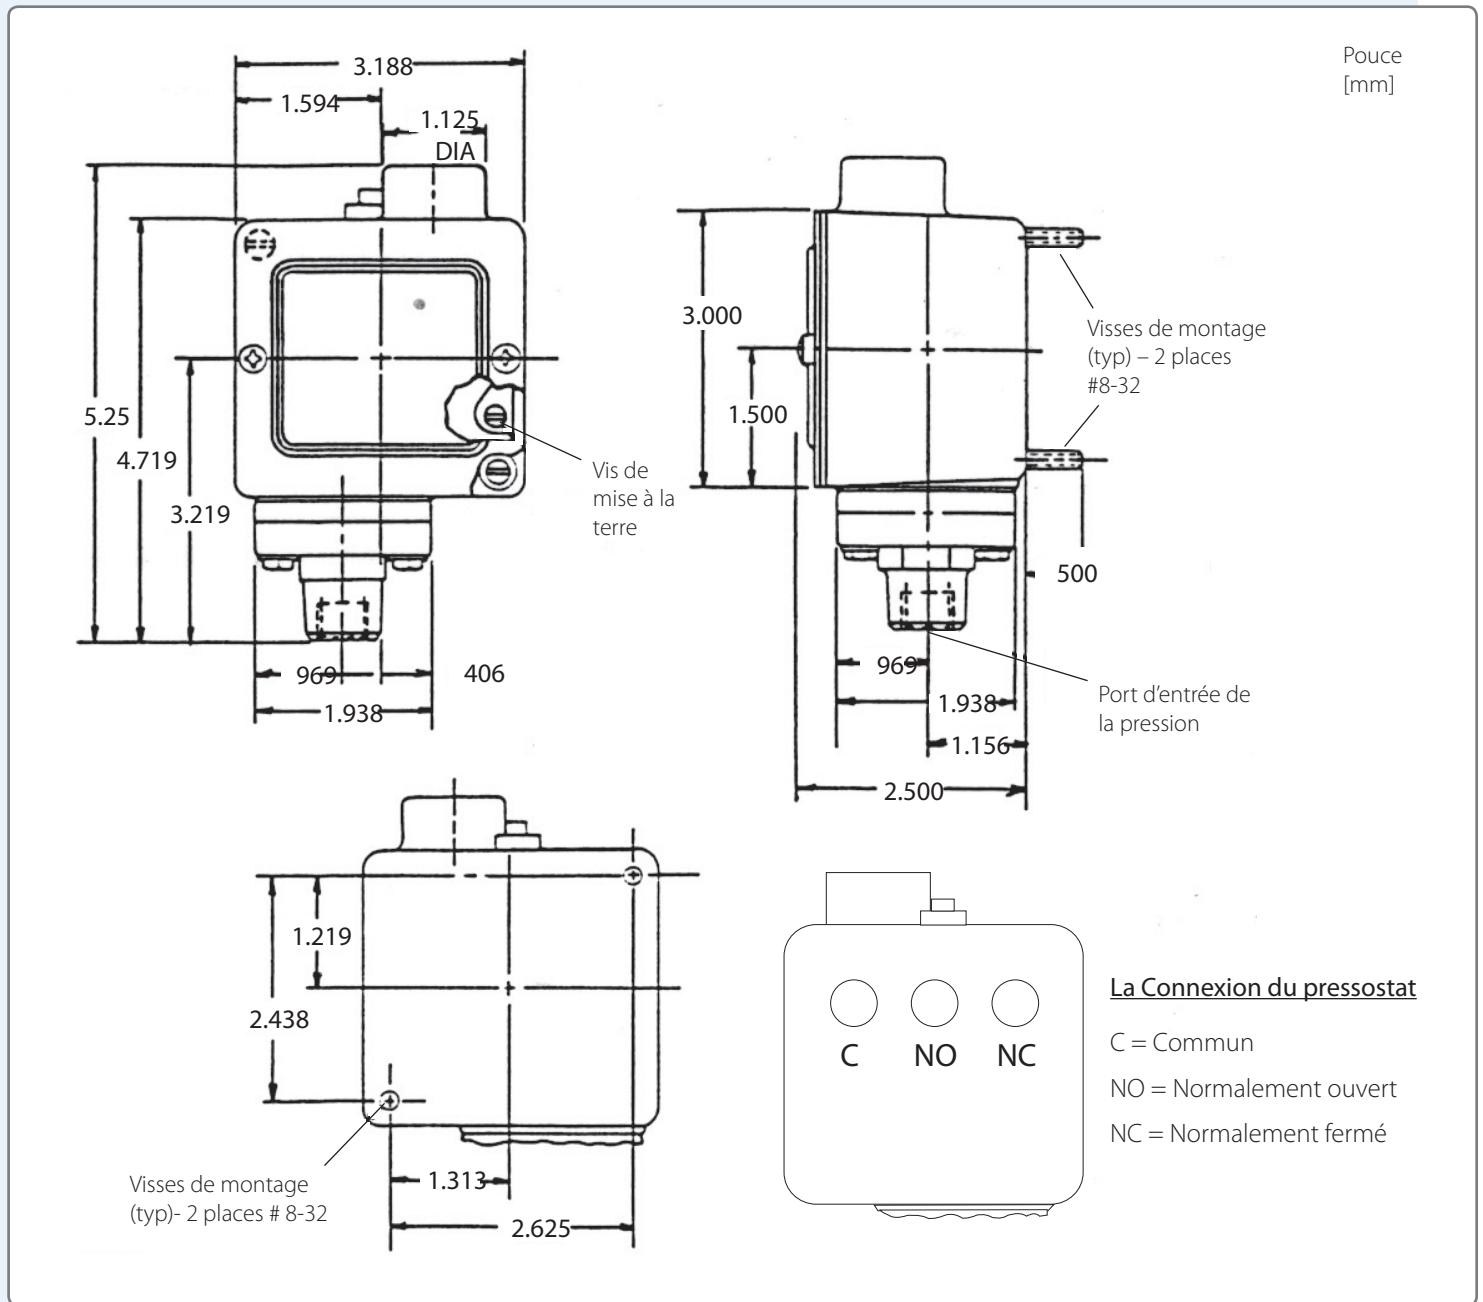 Pouce
[mm]
3.188
1.594
1.125
DIA
5.25
4.719
3.219
Vis de
mise à la
terre
969
406
1.938
3.000
1.500
Visses de montage
(typ) – 2 places
#8-32
500
969
1.938
1.156
2.500
Port d’entrée de
la pression
1.219
2.438
Visses de montage
(typ)- 2 places # 8-32
1.313
2.625
C NO NC
La Connexion du pressostat
C = Commun
NO = Normalement ouvert
NC = Normalement fermé